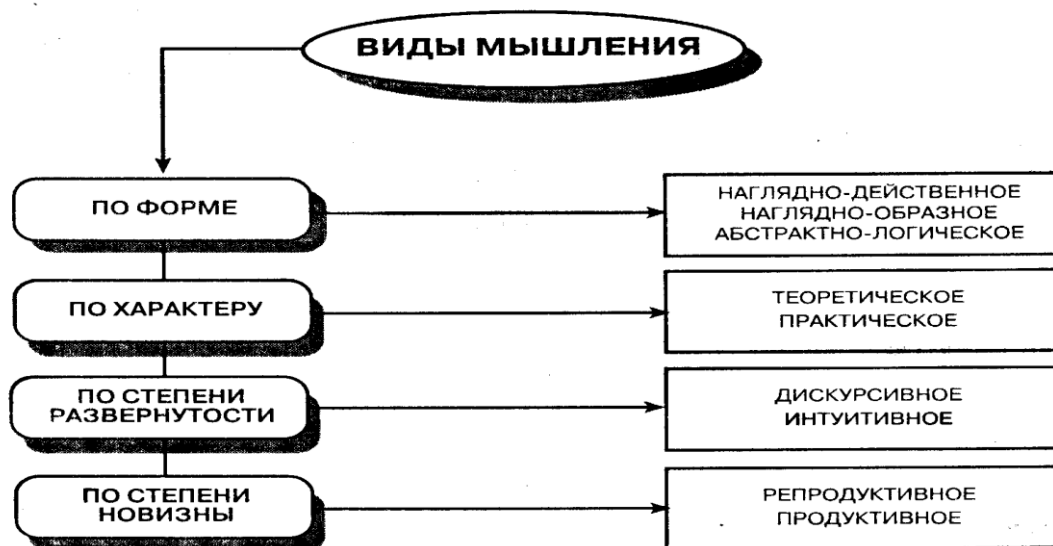 ВИДЫ МЫШЛЕНИЯ
ПО ФОРМЕ
НАГЛЯДНО-ДЕЙСТВЕННОЕ
НАГЛЯДНО-ОБРАЗНОЕ
АБСТРАКТНО-ЛОГИЧЕСКОЕ
ПО ХАРАКТЕРУ
ТЕОРЕТИЧЕСКОЕ
ПРАКТИЧЕСКОЕ
ПО СТЕПЕНИ
РАЗВЕРНУТОСТИ
ДИСКУРСИВНОЕ
ИНТУИТИВНОЕ
ПО СТЕПЕНИ
НОВИЗНЫ
РЕПРОДУКТИВНОЕ
ПРОДУКТИВНОЕ